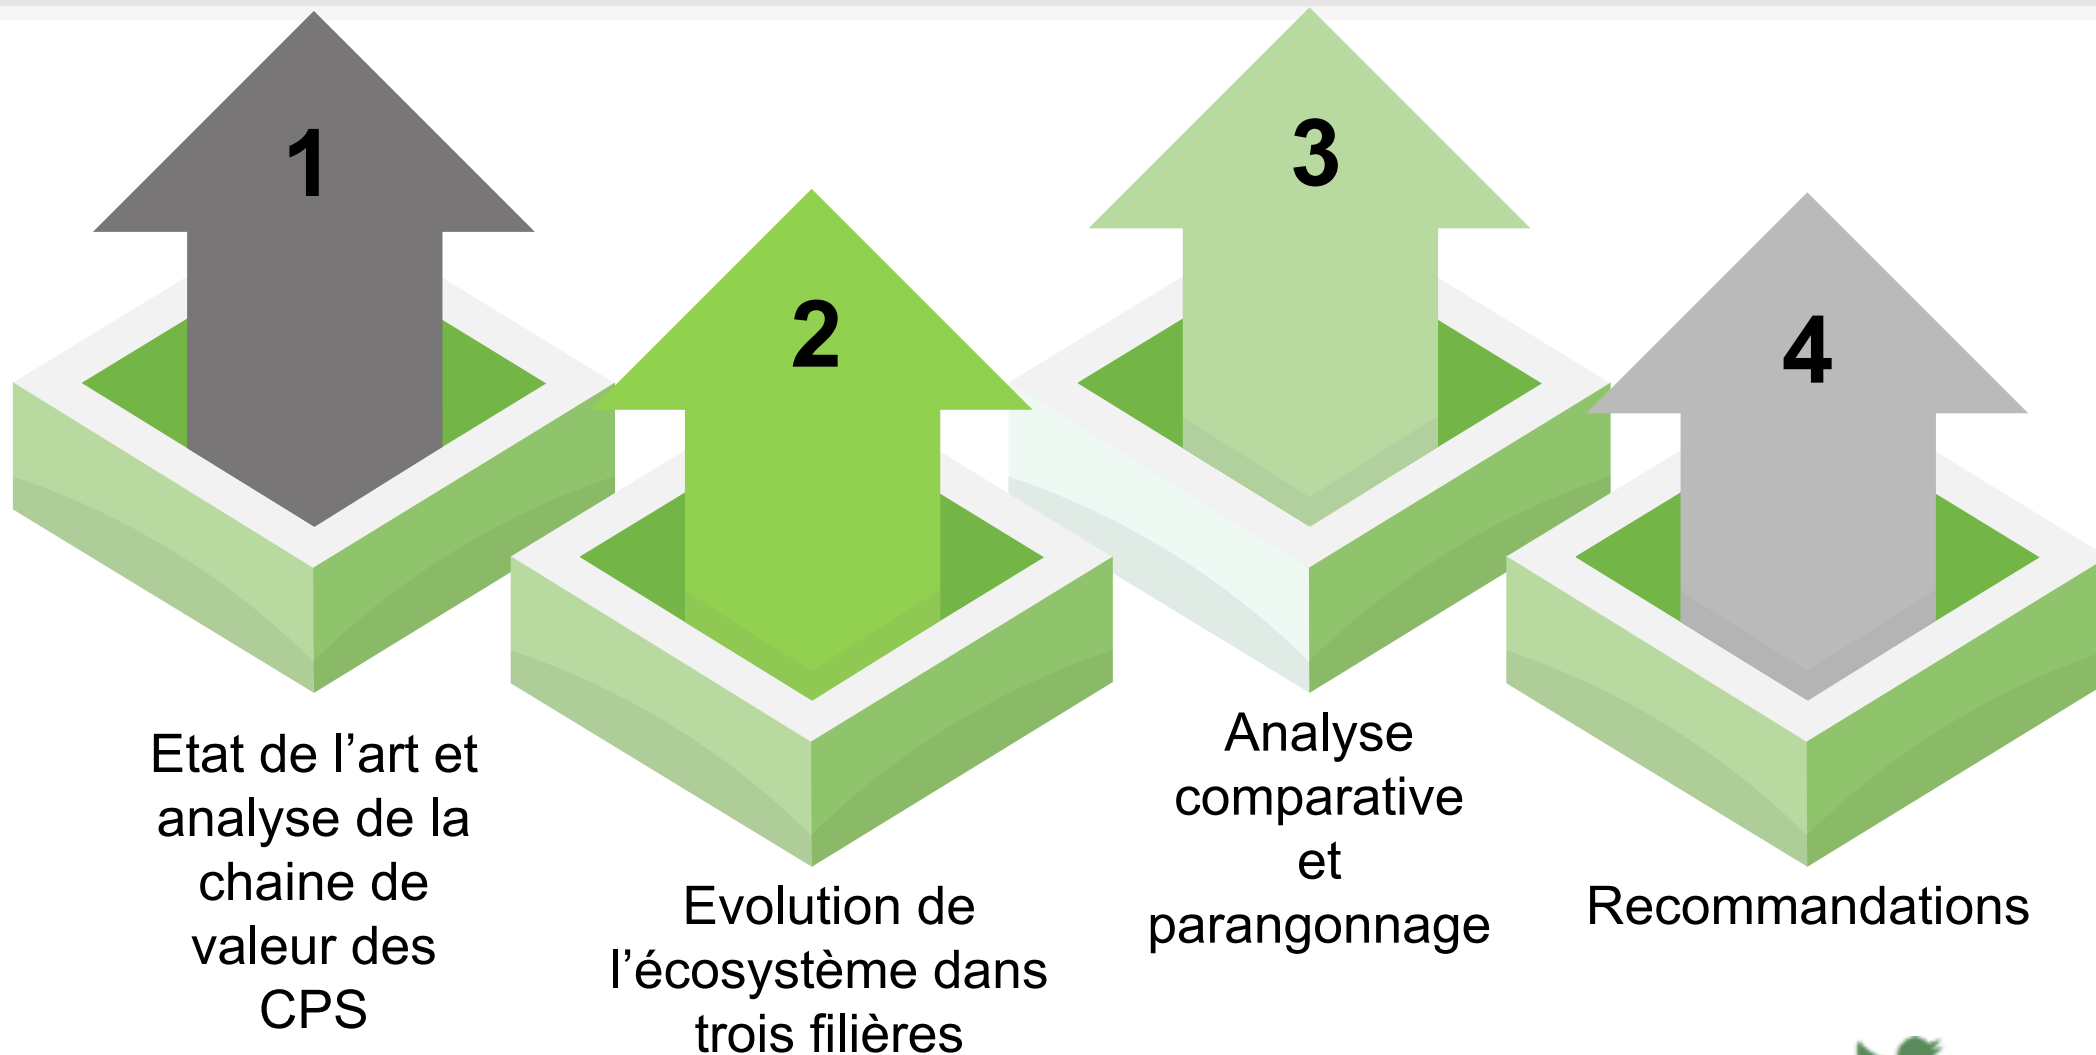 1
Etat de l’art et
analyse de la
chaine de
valeur des
CPS
2
Evolution de
l’écosystème dans
trois filières
3
Analyse
comparative
et
parangonnage
4
Recommandations